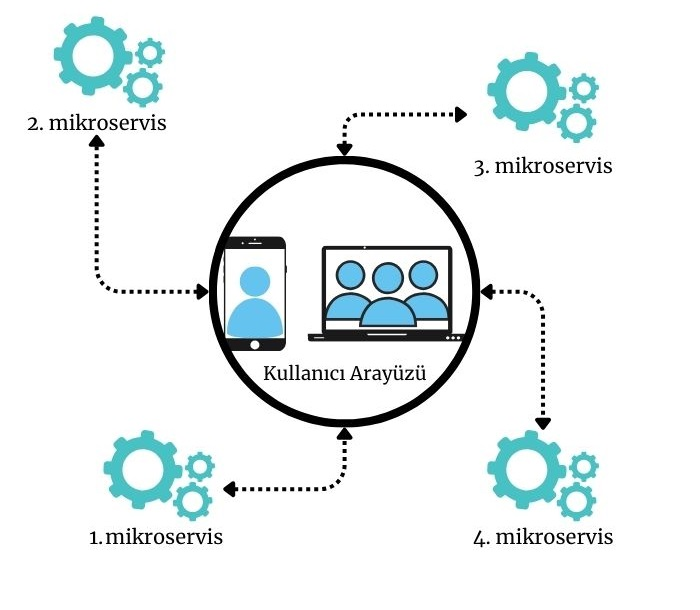 2. mikroservis
3. mikroservis
Kullanıcı Arayüzü
1.mikroservis
4. mikroservis